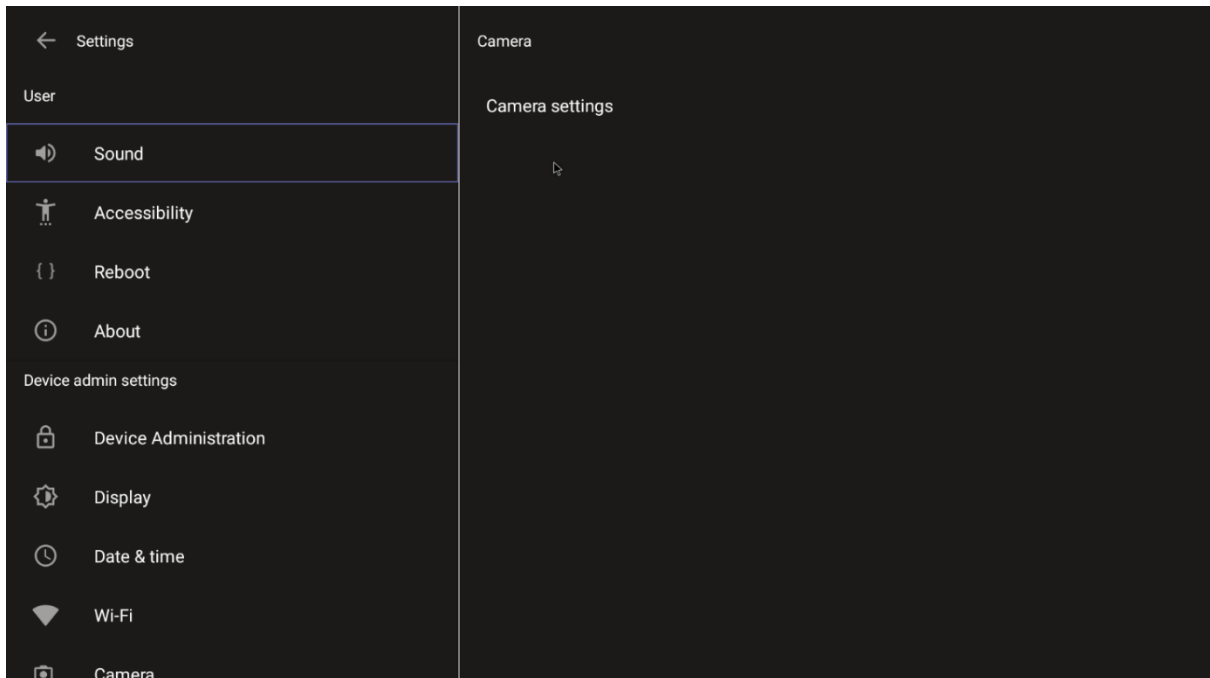 Settings
User
Sound
Accessibility
Reboot
About
Device admin settings
Device Administration
Display
Date & time
Wi-Fi
Camera
Camera
Camera settings